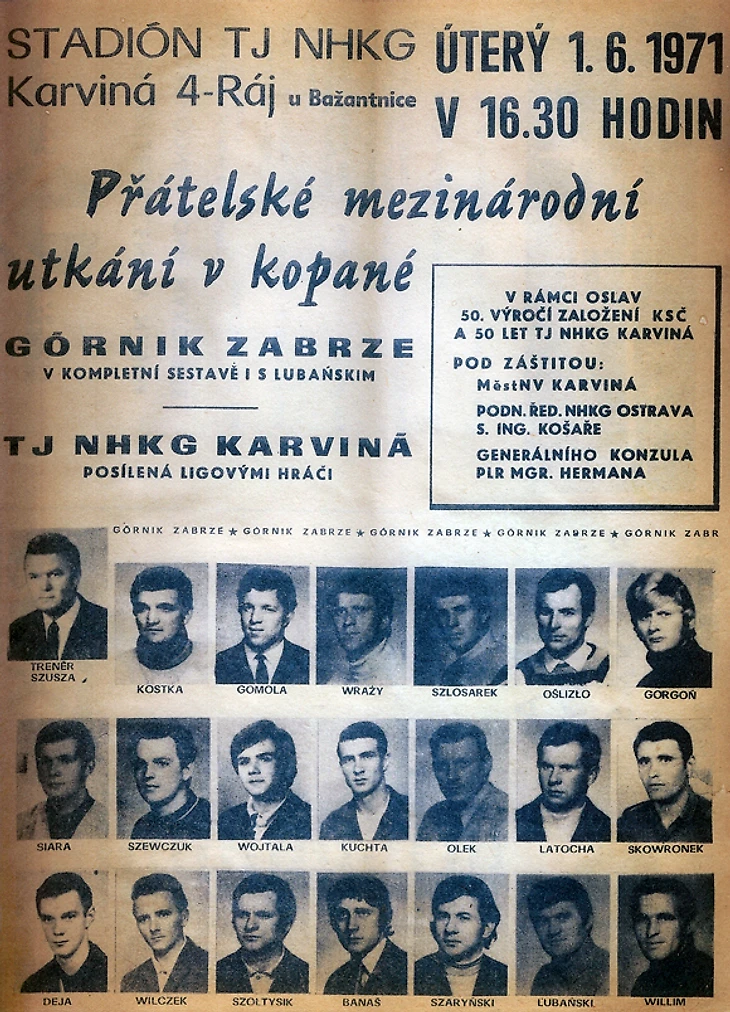 STADIÓN TJ NHKG
Karviná 4-Ráj u Bažantnice
ÚTERÝ 1. 6. 1971
V 16.30 HODIN
Přátelské mezinárodní
utkání v kopané
GÓRNIK ZABRZE
V KOMPLETNÍ SESTAVĚ I S LUBAŃSKIM
TJ NHKG KARVINÁ
POSÍLENÁ LIGOVÝMI HRÁČI
V RÁMCI OSLAV
50. VÝROČÍ ZALOŽENÍ KSČ
A 50 LET TJ NHKG KARVINÁ
POD ZÁŠTITOU:
MěstNV KARVINÁ
PODN. ŘED. NHKG OSTRAVA
S. ING. KOŠAŘE
GENERÁLNÍHO KONZULA
PLR MGR. HERMANA
GÓRNIK ZABRZE ★ GÓRNIK ZABRZE ★ GÓRNIK ZABRZE ★ GÓRNIK ZABRZE ★ GÓRNIK ZABR
TRENÉR
SZUSZA
KOSTKA GOMOLA WRAŻY SZLOSAREK OŚLIZŁO GORGOŃ
SIARA SZEWCZUK WOJTALA KUCHTA OLEK LATOCHA SKOWRONEK
DEJA WILCZEK SZOŁTYSIK BANAŚ SZARYŃSKI ĽUBAŃSKI WILLIM